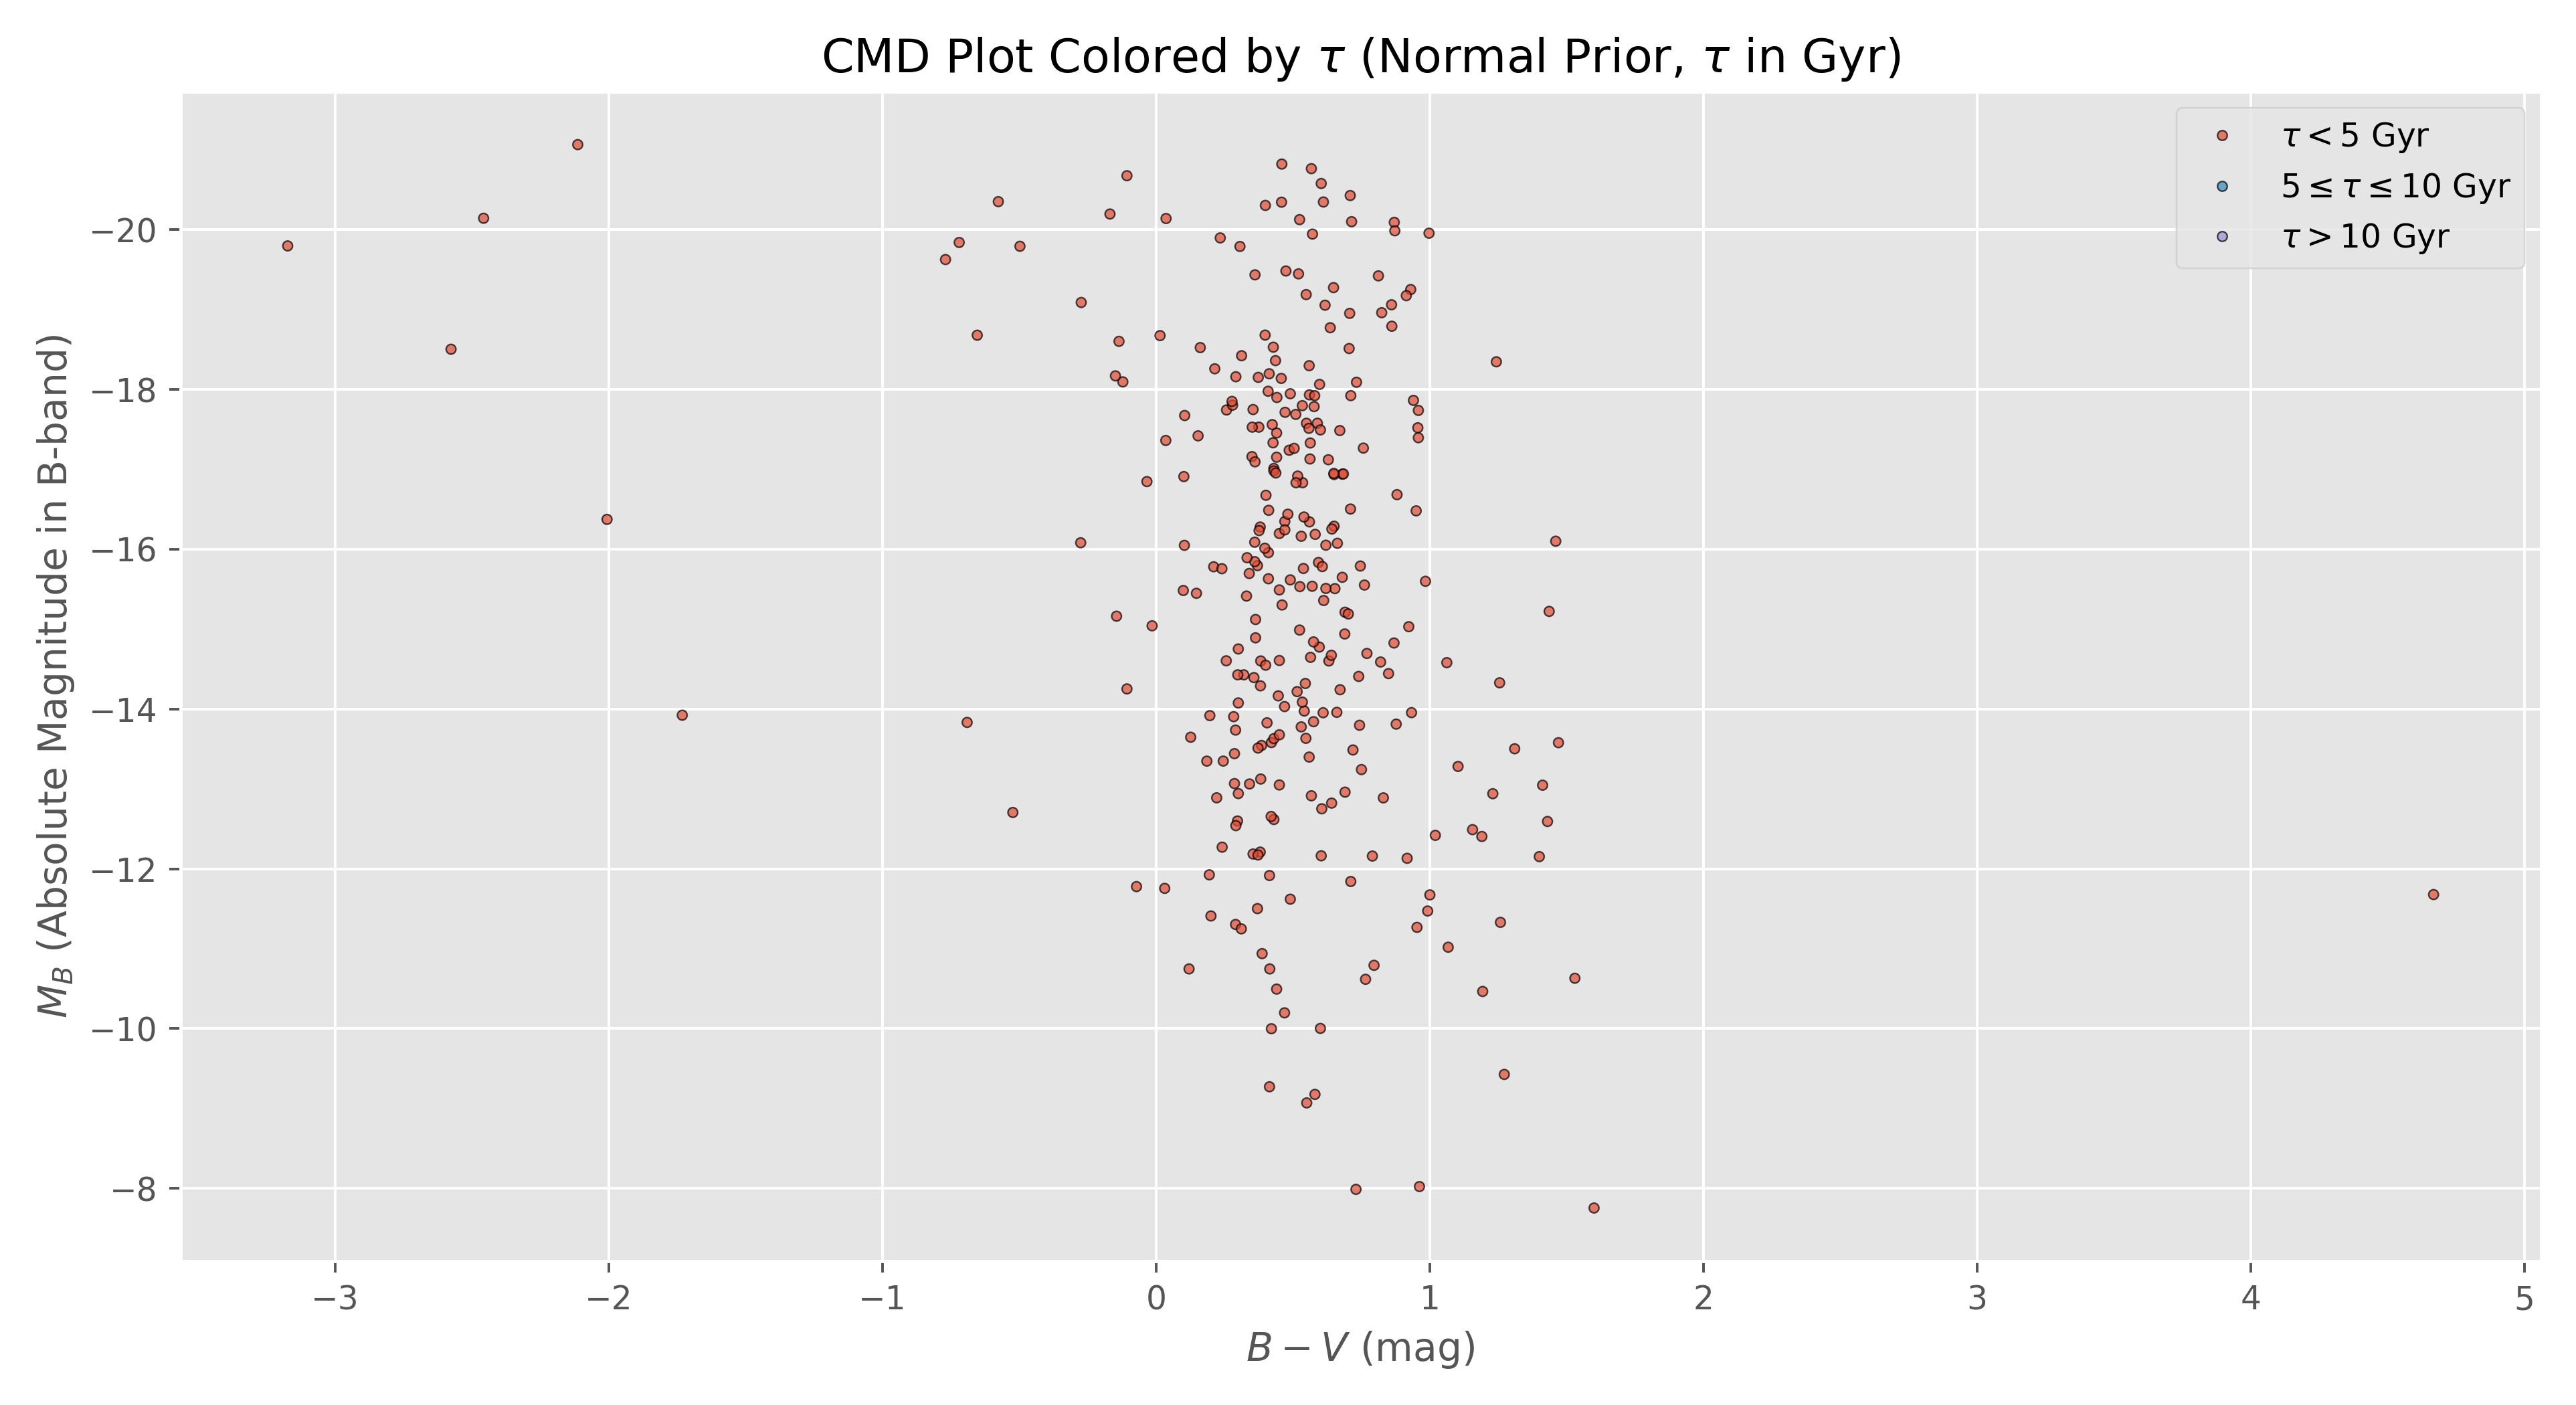 CMD Plot Colored by τ (Normal Prior, τ in Gyr)
τ < 5 Gyr
5 ≤ τ ≤ 10 Gyr
τ > 10 Gyr
M_B (Absolute Magnitude in B-band)
−20
−18
−16
−14
−12
−10
−8
−3
−2
−1
0
1
2
3
4
5
B − V (mag)